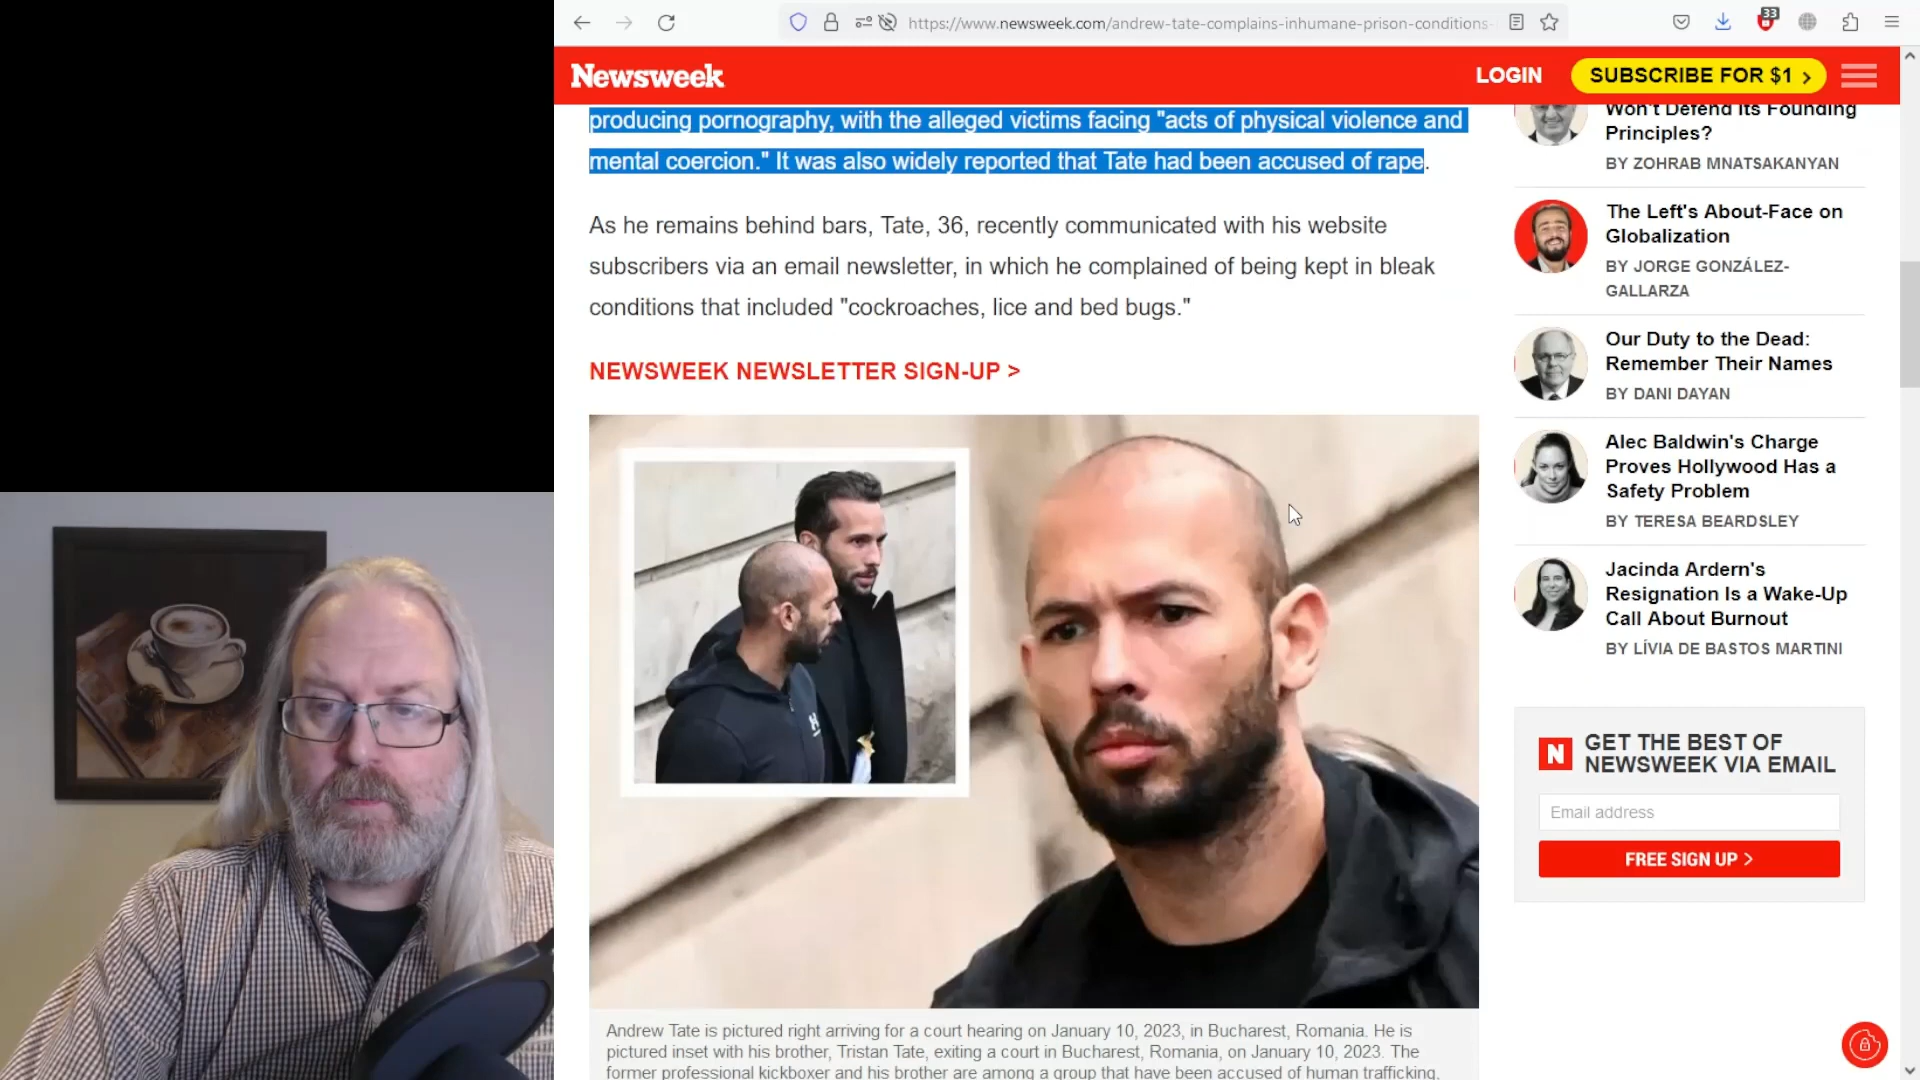 https://www.newsweek.com/andrew-tate-complains-inhumane-prison-conditions-
33
Newsweek
LOGIN
SUBSCRIBE FOR $1 >
producing pornography, with the alleged victims facing "acts of physical violence and
mental coercion." It was also widely reported that Tate had been accused of rape.
As he remains behind bars, Tate, 36, recently communicated with his website
subscribers via an email newsletter, in which he complained of being kept in bleak
conditions that included "cockroaches, lice and bed bugs."
NEWSWEEK NEWSLETTER SIGN-UP >
Andrew Tate is pictured right arriving for a court hearing on January 10, 2023, in Bucharest, Romania. He is
pictured inset with his brother, Tristan Tate, exiting a court in Bucharest, Romania, on January 10, 2023. The
former professional kickboxer and his brother are among a group that have been accused of human trafficking,
Won't Defend Its Founding
Principles?
BY ZOHRAB MNATSAKANYAN
The Left's About-Face on
Globalization
BY JORGE GONZÁLEZ-
GALLARZA
Our Duty to the Dead:
Remember Their Names
BY DANI DAYAN
Alec Baldwin's Charge
Proves Hollywood Has a
Safety Problem
BY TERESA BEARDSLEY
Jacinda Ardern's
Resignation Is a Wake-Up
Call About Burnout
BY LÍVIA DE BASTOS MARTINI
N
GET THE BEST OF
NEWSWEEK VIA EMAIL
Email address
FREE SIGN UP >